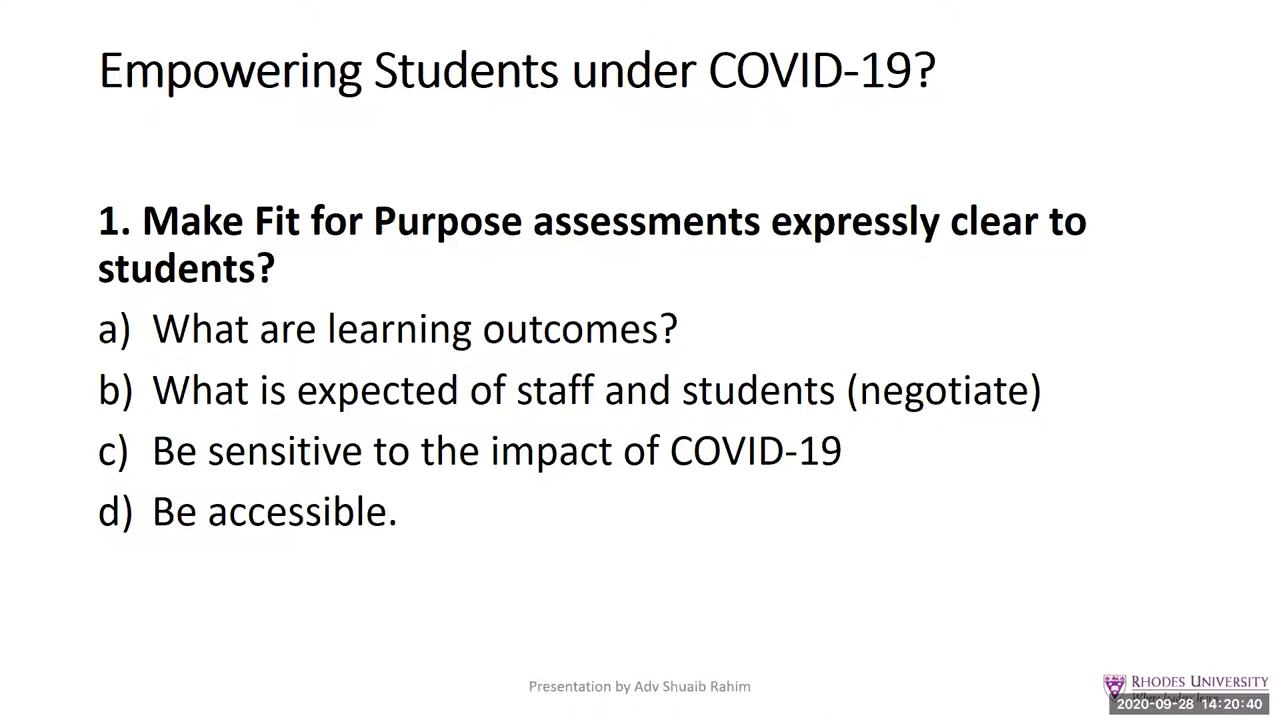 Empowering Students under COVID-19?
1. Make Fit for Purpose assessments expressly clear to
students?
a) What are learning outcomes?
b) What is expected of staff and students (negotiate)
c) Be sensitive to the impact of COVID-19
d) Be accessible.
Presentation by Adv Shuaib Rahim
RHODES UNIVERSITY
2020-09-28 14:20:40